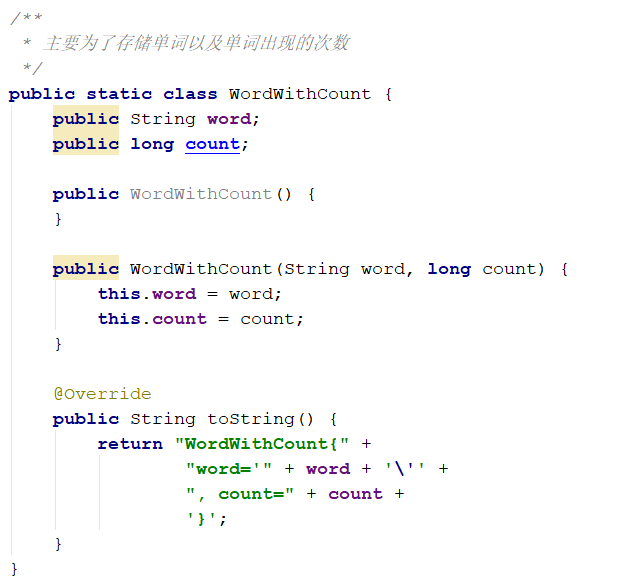 /**
 * 主要为了存储单词以及单词出现的次数
 */
public static class WordWithCount {
    public String word;
    public long count;
    public WordWithCount() {
    }
    public WordWithCount(String word, long count) {
        this.word = word;
        this.count = count;
    }
    @Override
    public String toString() {
        return "WordWithCount{" +
                "word='" + word + '\'' +
                ", count=" + count +
                '}';
    }
}